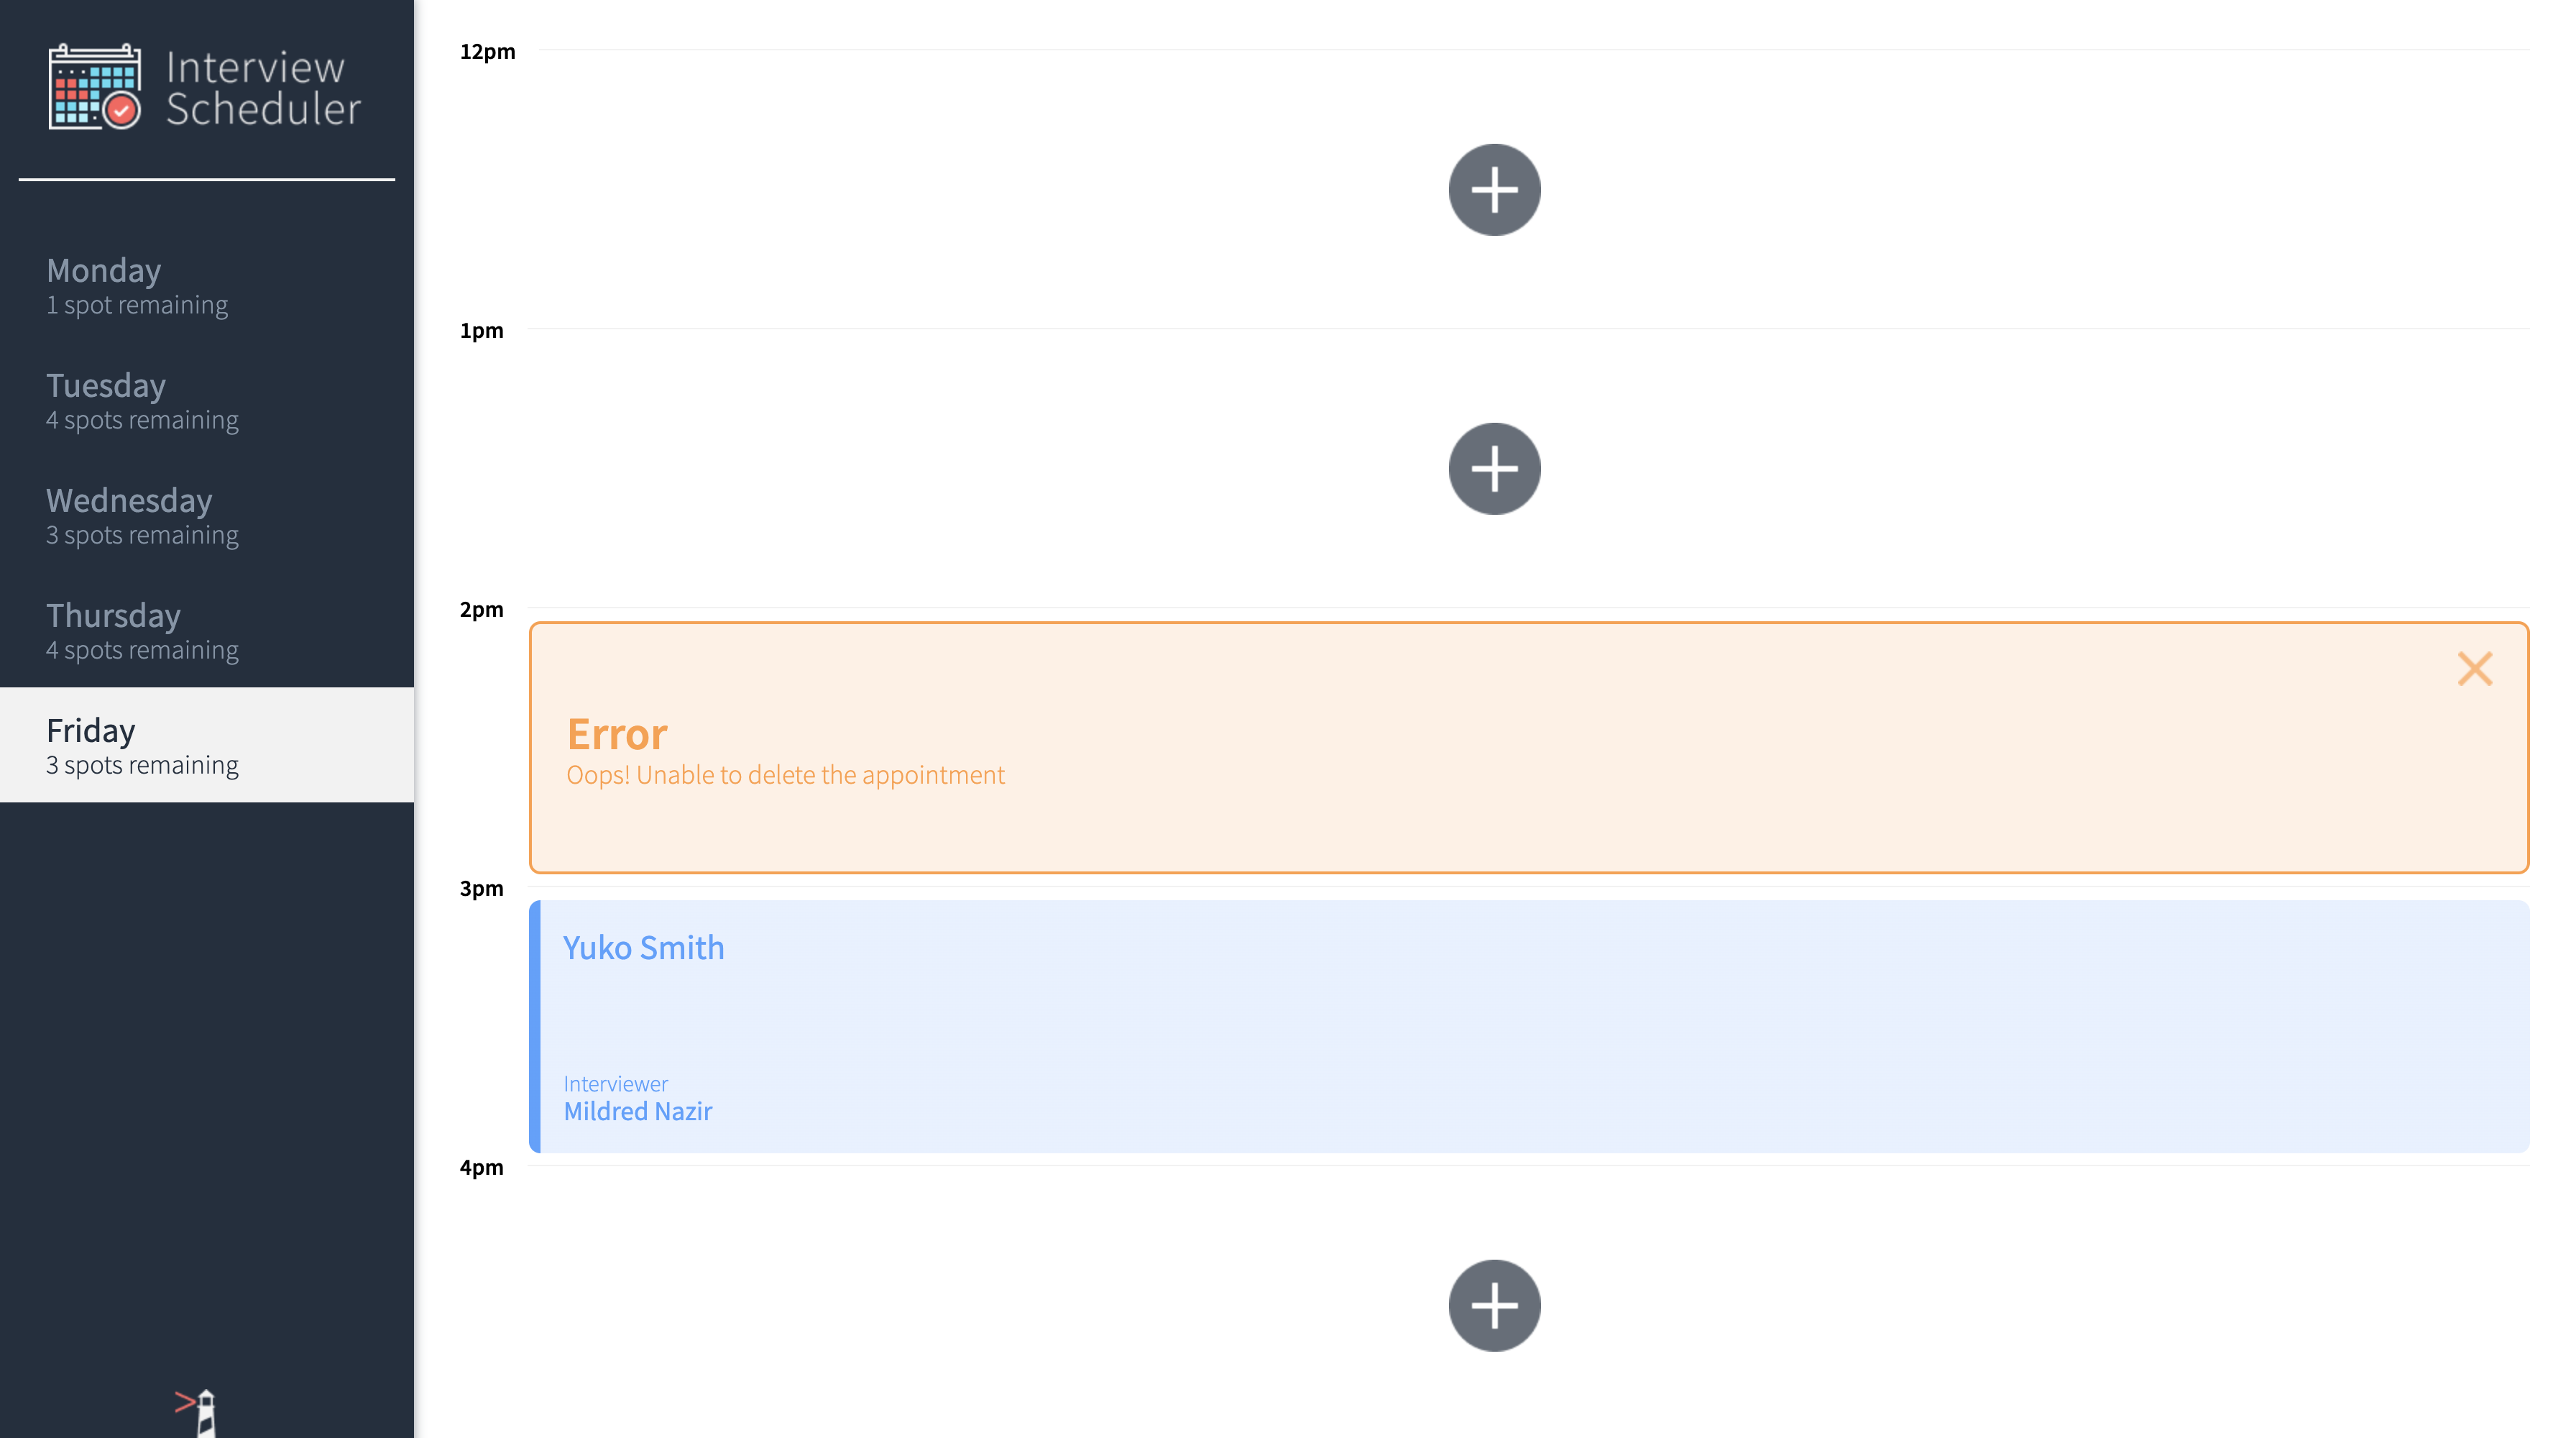 Interview
Scheduler
Monday
1 spot remaining
Tuesday
4 spots remaining
Wednesday
3 spots remaining
Thursday
4 spots remaining
Friday
3 spots remaining
12pm
1pm
2pm
Error
Oops! Unable to delete the appointment
3pm
Yuko Smith
Interviewer
Mildred Nazir
4pm